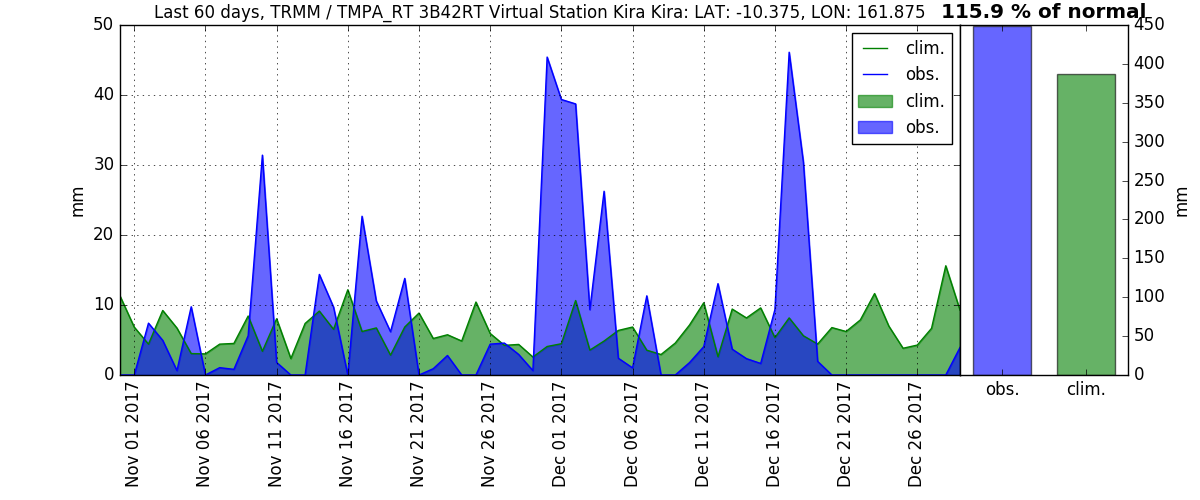 Last 60 days, TRMM / TMPA_RT 3B42RT Virtual Station Kira Kira: LAT: -10.375, LON: 161.875 115.9 % of normal
50
40
30
20
10
0
mm
clim.
obs.
clim.
obs.
450
400
350
300
250
200
150
100
50
0
mm
Nov 01 2017
Nov 06 2017
Nov 11 2017
Nov 16 2017
Nov 21 2017
Nov 26 2017
Dec 01 2017
Dec 06 2017
Dec 11 2017
Dec 16 2017
Dec 21 2017
Dec 26 2017
obs.
clim.